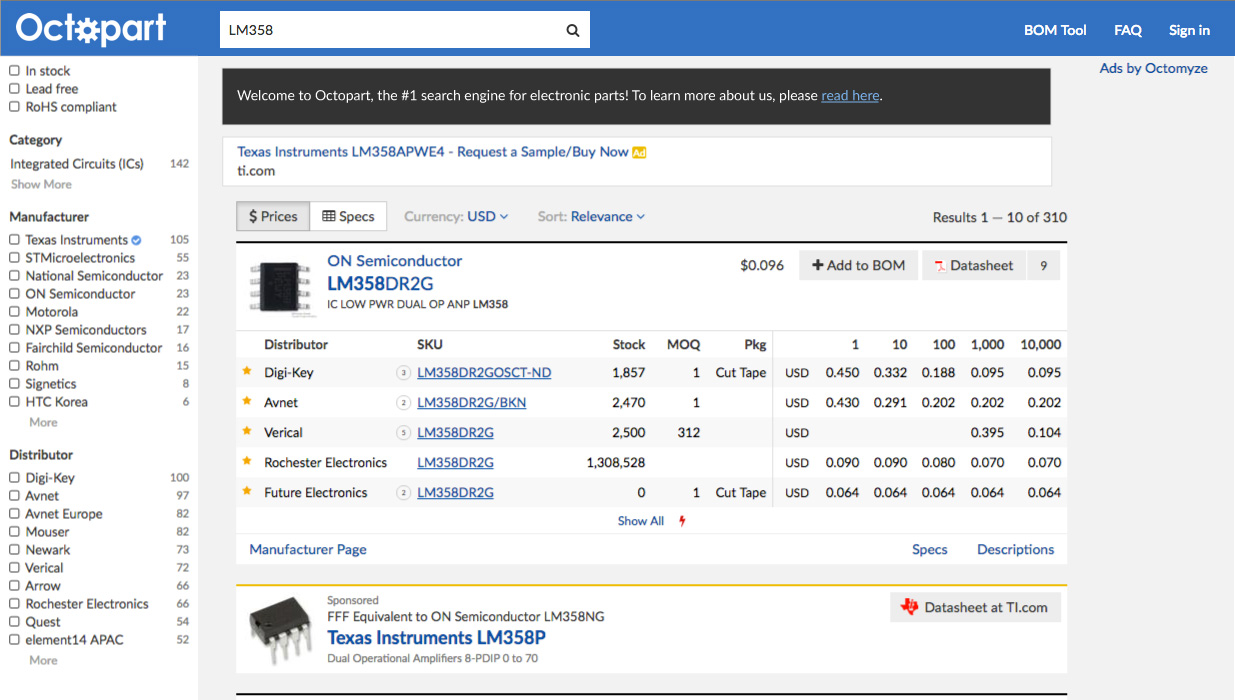 Octopart
LM358
BOM Tool FAQ Sign in
In stock
Lead free
RoHS compliant
Category
Integrated Circuits (ICs) 142
Show More
Manufacturer
Texas Instruments 105
STMicroelectronics 55
National Semiconductor 23
ON Semiconductor 23
Motorola 22
NXP Semiconductors 17
Fairchild Semiconductor 16
Rohm 15
Signetics 8
HTC Korea 6
More
Distributor
Digi-Key 100
Avnet 97
Avnet Europe 82
Mouser 82
Newark 73
Verical 72
Arrow 66
Rochester Electronics 66
Quest 54
element14 APAC 52
More
Welcome to Octopart, the #1 search engine for electronic parts! To learn more about us, please read here.
Ads by Octomyze
Texas Instruments LM358APWE4 - Request a Sample/Buy Now Ad
ti.com
$ Prices Specs Currency: USD Sort: Relevance Results 1 — 10 of 310
ON Semiconductor
LM358DR2G
IC LOW PWR DUAL OP ANP LM358
$0.096 + Add to BOM Datasheet 9
Distributor SKU Stock MOQ Pkg 1 10 100 1,000 10,000
Digi-Key 3 LM358DR2GOSCT-ND 1,857 1 Cut Tape USD 0.450 0.332 0.188 0.095 0.095
Avnet 2 LM358DR2G/BKN 2,470 1 USD 0.430 0.291 0.202 0.202 0.202
Verical 5 LM358DR2G 2,500 312 USD 0.395 0.104
Rochester Electronics LM358DR2G 1,308,528 USD 0.090 0.090 0.080 0.070 0.070
Future Electronics 2 LM358DR2G 0 1 Cut Tape USD 0.064 0.064 0.064 0.064 0.064
Show All
Manufacturer Page Specs Descriptions
Sponsored
FFF Equivalent to ON Semiconductor LM358NG
Texas Instruments LM358P
Dual Operational Amplifiers 8-PDIP 0 to 70
Datasheet at TI.com